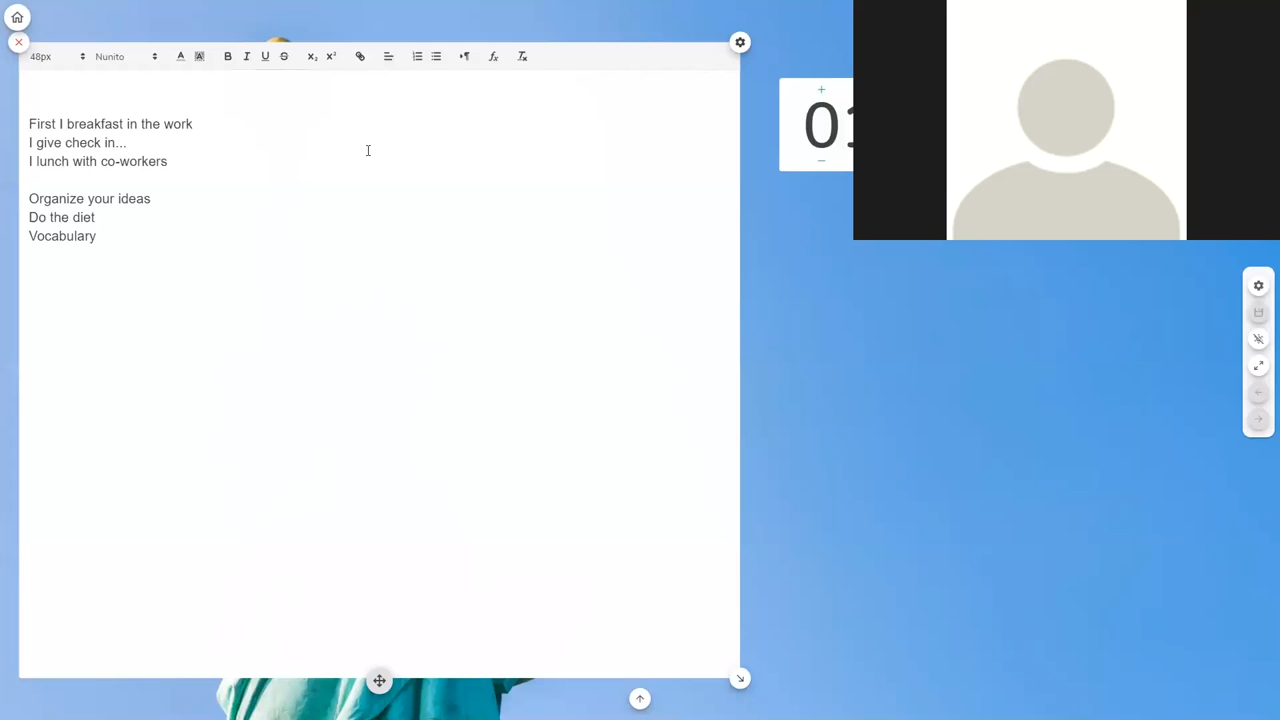 48px Nunito
First I breakfast in the work
I give check in...
I lunch with co-workers
Organize your ideas
Do the diet
Vocabulary
+
01
−